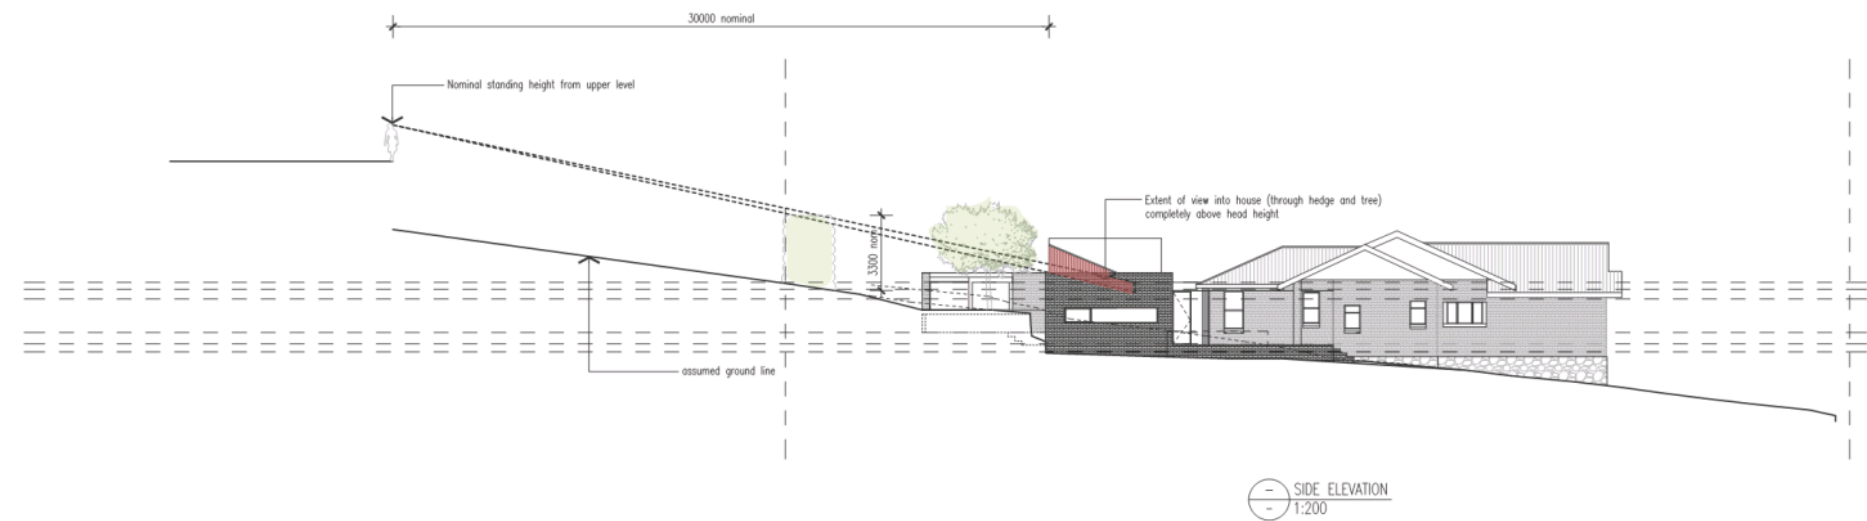 30000 nominal
Nominal standing height from upper level
Extent of view into house (through hedge and tree)
completely above head height
3300 nom
assumed ground line
SIDE ELEVATION
1:200